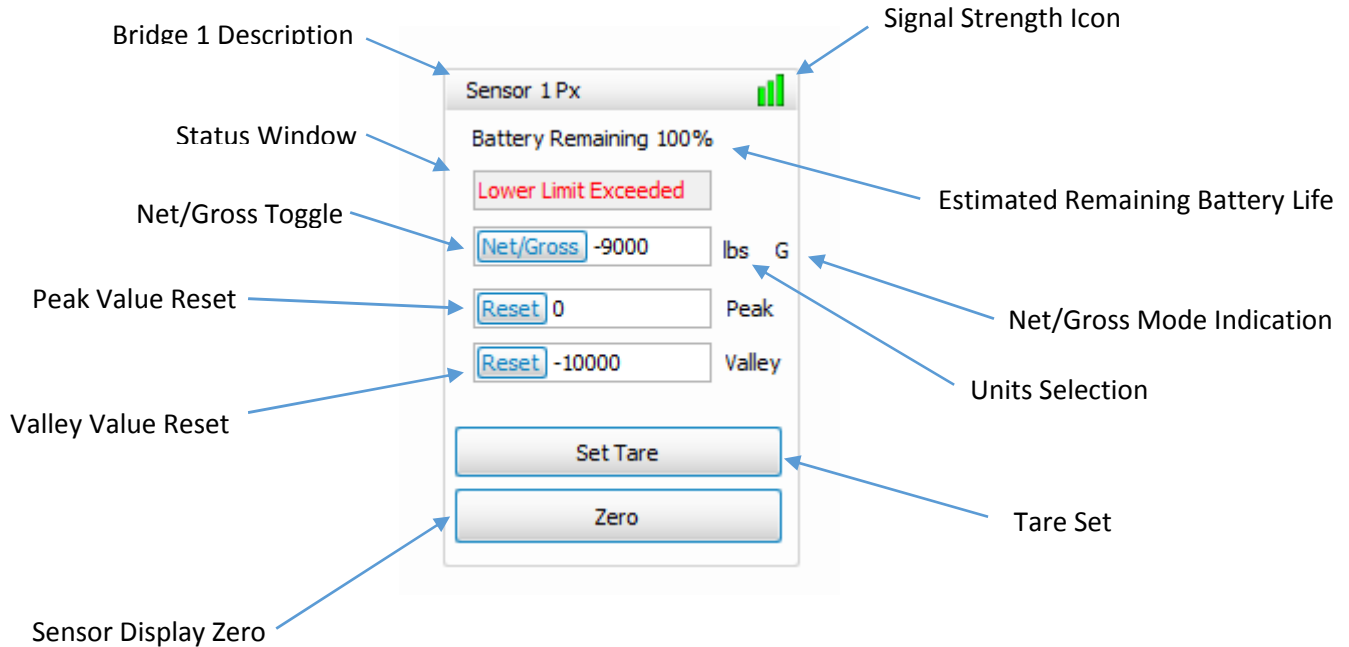 Signal Strength Icon
Bridge 1 Description
Sensor 1 Px
Status Window
Battery Remaining 100%
Lower Limit Exceeded
Estimated Remaining Battery Life
Net/Gross Toggle
Net/Gross -9000 lbs G
Peak Value Reset
Reset 0 Peak
Net/Gross Mode Indication
Reset -10000 Valley
Units Selection
Valley Value Reset
Set Tare
Zero
Tare Set
Sensor Display Zero